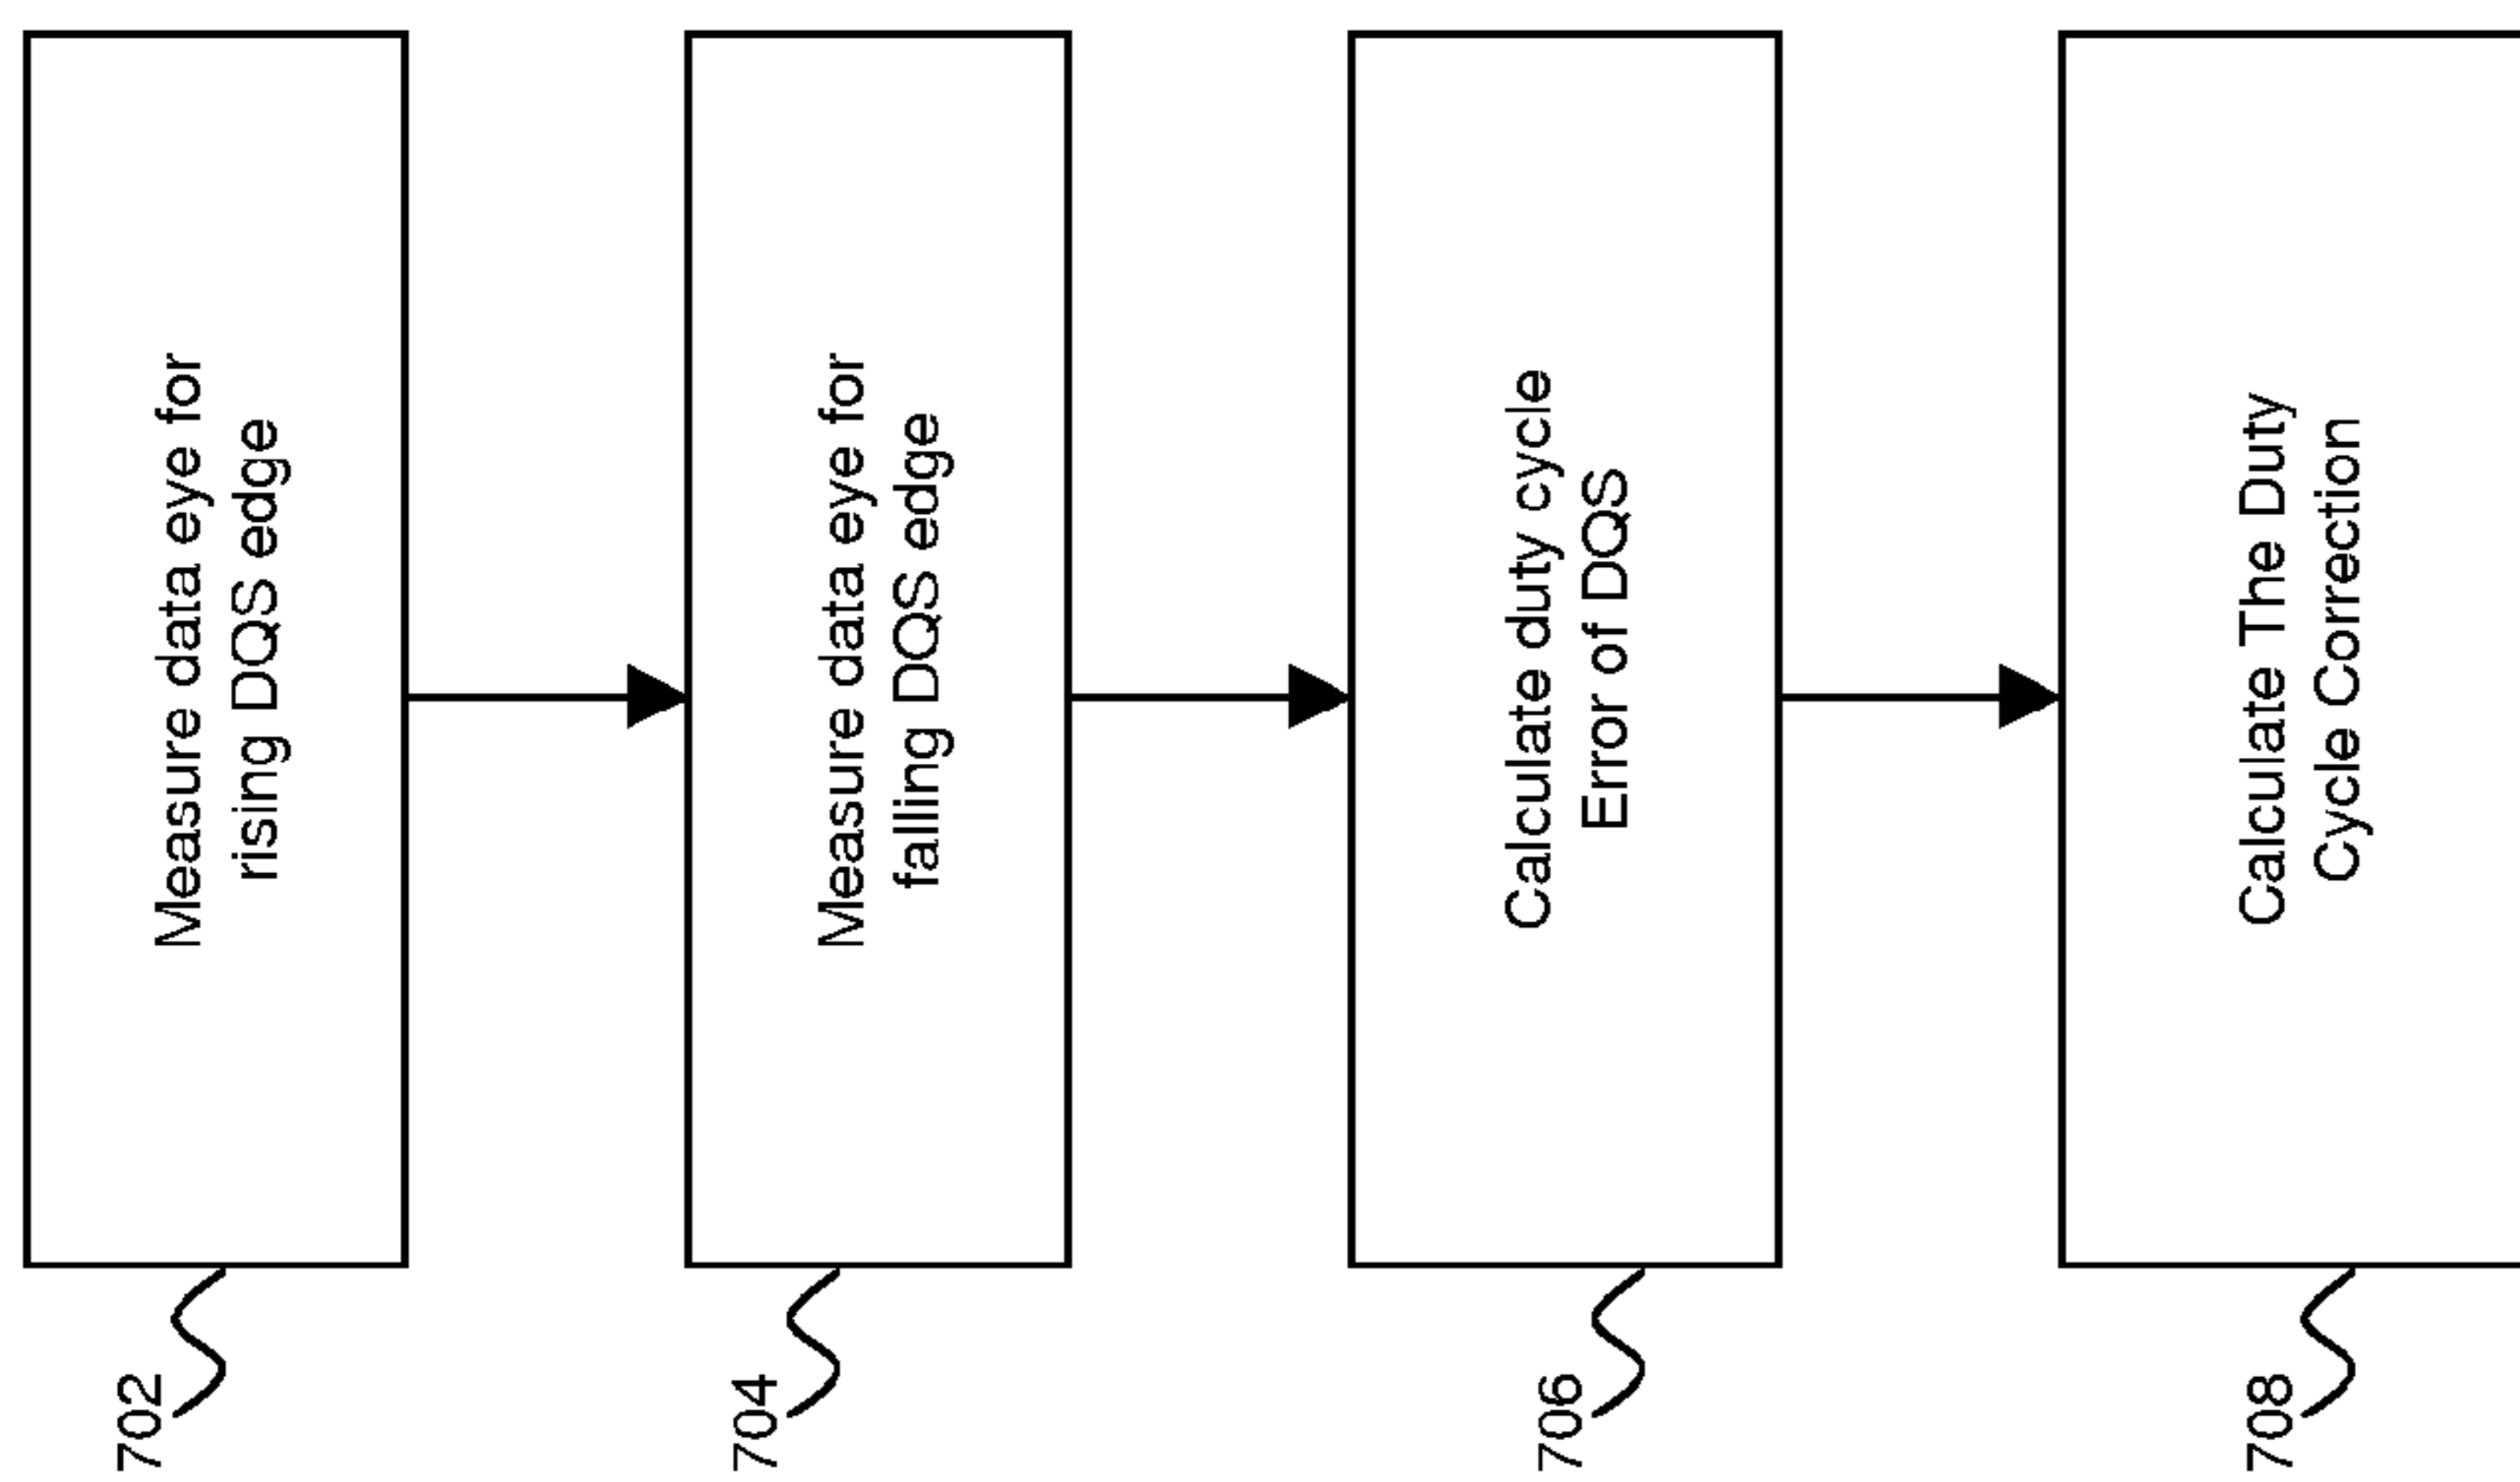 702
Measure data eye for
rising DQS edge
704
Measure data eye for
falling DQS edge
706
Calculate duty cycle
Error of DQS
708
Calculate The Duty
Cycle Correction